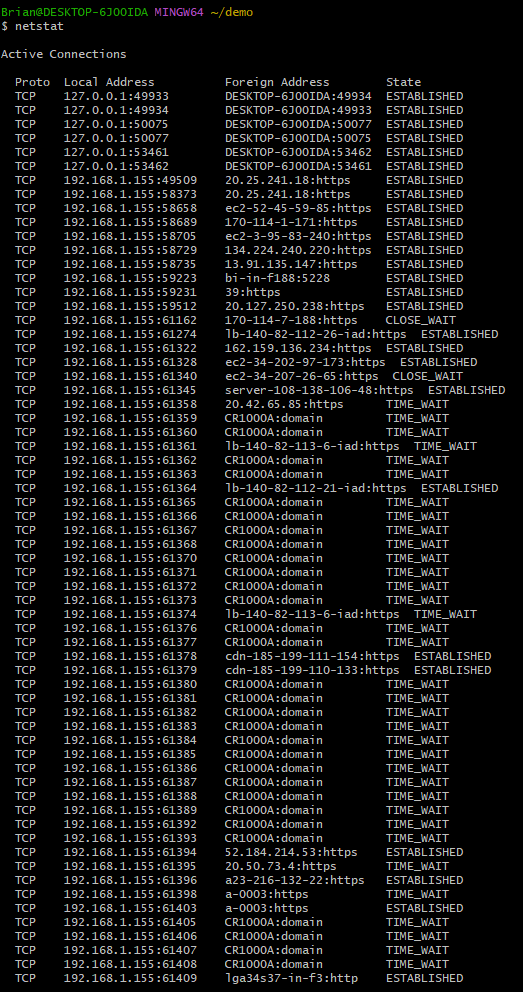 Brian@DESKTOP-6JOOIDA MINGW64 ~/demo
$ netstat
Active Connections
Proto  Local Address          Foreign Address        State
TCP    127.0.0.1:49933        DESKTOP-6JOOIDA:49934  ESTABLISHED
TCP    127.0.0.1:49934        DESKTOP-6JOOIDA:49933  ESTABLISHED
TCP    127.0.0.1:50075        DESKTOP-6JOOIDA:50077  ESTABLISHED
TCP    127.0.0.1:50077        DESKTOP-6JOOIDA:50075  ESTABLISHED
TCP    127.0.0.1:53461        DESKTOP-6JOOIDA:53462  ESTABLISHED
TCP    127.0.0.1:53462        DESKTOP-6JOOIDA:53461  ESTABLISHED
TCP    192.168.1.155:49509    20.25.241.18:https     ESTABLISHED
TCP    192.168.1.155:58373    20.25.241.18:https     ESTABLISHED
TCP    192.168.1.155:58658    ec2-52-45-59-85:https  ESTABLISHED
TCP    192.168.1.155:58689    170-114-1-171:https    ESTABLISHED
TCP    192.168.1.155:58705    ec2-3-95-83-240:https  ESTABLISHED
TCP    192.168.1.155:58729    134.224.240.220:https  ESTABLISHED
TCP    192.168.1.155:58735    13.91.135.147:https    ESTABLISHED
TCP    192.168.1.155:59223    bi-in-f188:5228        ESTABLISHED
TCP    192.168.1.155:59231    39:https               ESTABLISHED
TCP    192.168.1.155:59512    20.127.250.238:https   ESTABLISHED
TCP    192.168.1.155:61162    170-114-7-188:https    CLOSE_WAIT
TCP    192.168.1.155:61274    lb-140-82-112-26-iad:https  ESTABLISHED
TCP    192.168.1.155:61322    162.159.136.234:https  ESTABLISHED
TCP    192.168.1.155:61328    ec2-34-202-97-173:https  ESTABLISHED
TCP    192.168.1.155:61340    ec2-34-207-26-65:https  CLOSE_WAIT
TCP    192.168.1.155:61345    server-108-138-106-48:https  ESTABLISHED
TCP    192.168.1.155:61358    20.42.65.85:https      TIME_WAIT
TCP    192.168.1.155:61359    CR1000A:domain         TIME_WAIT
TCP    192.168.1.155:61360    CR1000A:domain         TIME_WAIT
TCP    192.168.1.155:61361    lb-140-82-113-6-iad:https  TIME_WAIT
TCP    192.168.1.155:61362    CR1000A:domain         TIME_WAIT
TCP    192.168.1.155:61363    CR1000A:domain         TIME_WAIT
TCP    192.168.1.155:61364    lb-140-82-112-21-iad:https  ESTABLISHED
TCP    192.168.1.155:61365    CR1000A:domain         TIME_WAIT
TCP    192.168.1.155:61366    CR1000A:domain         TIME_WAIT
TCP    192.168.1.155:61367    CR1000A:domain         TIME_WAIT
TCP    192.168.1.155:61368    CR1000A:domain         TIME_WAIT
TCP    192.168.1.155:61370    CR1000A:domain         TIME_WAIT
TCP    192.168.1.155:61371    CR1000A:domain         TIME_WAIT
TCP    192.168.1.155:61372    CR1000A:domain         TIME_WAIT
TCP    192.168.1.155:61373    CR1000A:domain         TIME_WAIT
TCP    192.168.1.155:61374    lb-140-82-113-6-iad:https  TIME_WAIT
TCP    192.168.1.155:61376    CR1000A:domain         TIME_WAIT
TCP    192.168.1.155:61377    CR1000A:domain         TIME_WAIT
TCP    192.168.1.155:61378    cdn-185-199-111-154:https  ESTABLISHED
TCP    192.168.1.155:61379    cdn-185-199-110-133:https  ESTABLISHED
TCP    192.168.1.155:61380    CR1000A:domain         TIME_WAIT
TCP    192.168.1.155:61381    CR1000A:domain         TIME_WAIT
TCP    192.168.1.155:61382    CR1000A:domain         TIME_WAIT
TCP    192.168.1.155:61383    CR1000A:domain         TIME_WAIT
TCP    192.168.1.155:61384    CR1000A:domain         TIME_WAIT
TCP    192.168.1.155:61385    CR1000A:domain         TIME_WAIT
TCP    192.168.1.155:61386    CR1000A:domain         TIME_WAIT
TCP    192.168.1.155:61387    CR1000A:domain         TIME_WAIT
TCP    192.168.1.155:61388    CR1000A:domain         TIME_WAIT
TCP    192.168.1.155:61389    CR1000A:domain         TIME_WAIT
TCP    192.168.1.155:61392    CR1000A:domain         TIME_WAIT
TCP    192.168.1.155:61393    CR1000A:domain         TIME_WAIT
TCP    192.168.1.155:61394    52.184.214.53:https    ESTABLISHED
TCP    192.168.1.155:61395    20.50.73.4:https       TIME_WAIT
TCP    192.168.1.155:61396    a23-216-132-22:https   ESTABLISHED
TCP    192.168.1.155:61398    a-0003:https           TIME_WAIT
TCP    192.168.1.155:61403    a-0003:https           ESTABLISHED
TCP    192.168.1.155:61405    CR1000A:domain         TIME_WAIT
TCP    192.168.1.155:61406    CR1000A:domain         TIME_WAIT
TCP    192.168.1.155:61407    CR1000A:domain         TIME_WAIT
TCP    192.168.1.155:61408    CR1000A:domain         TIME_WAIT
TCP    192.168.1.155:61409    lga34s37-in-f3:http    ESTABLISHED